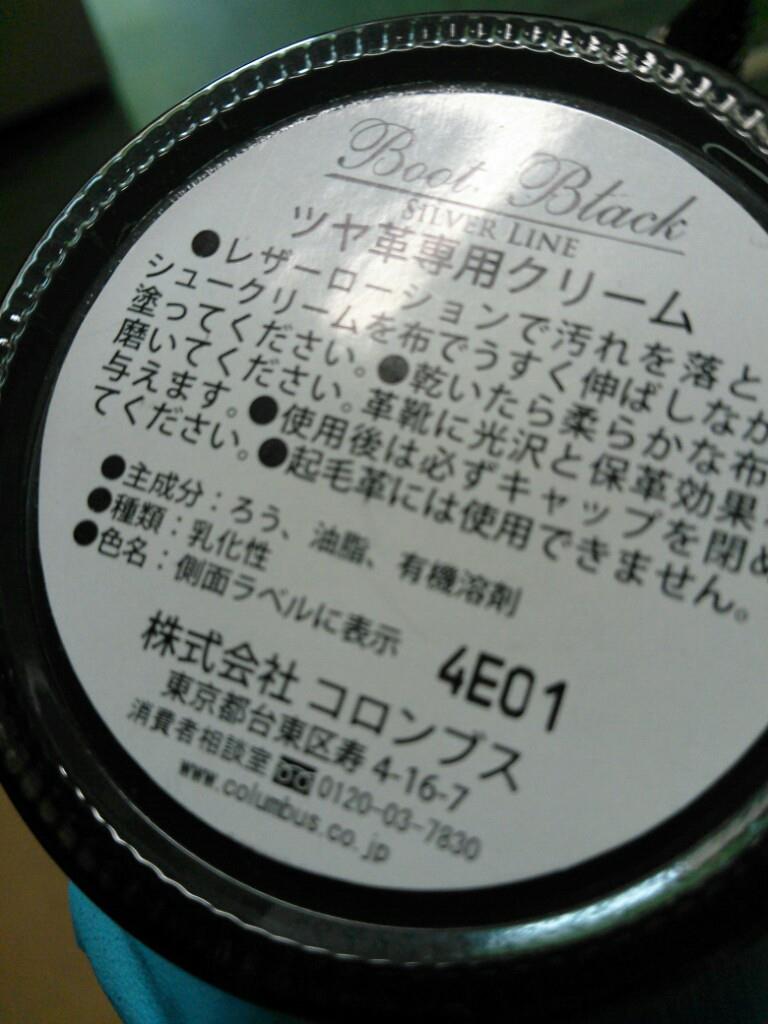 Boot Black
SILVER LINE
ツヤ革専用クリーム
●レザーローションで汚れを落と
シュークリームを布でうすく伸ばしなが
塗ってください。●乾いたら柔らかな布
磨いてください。革靴に光沢と保革効果
与えます。●使用後は必ずキャップを閉め
てください。●起毛革には使用できません。
●主成分：ろう、油脂、有機溶剤
●種類：乳化性
●色名：側面ラベルに表示
4E01
株式会社 コロンブス
東京都台東区寿 4-16-7
消費者相談室 0120-03-7830
www.columbus.co.jp